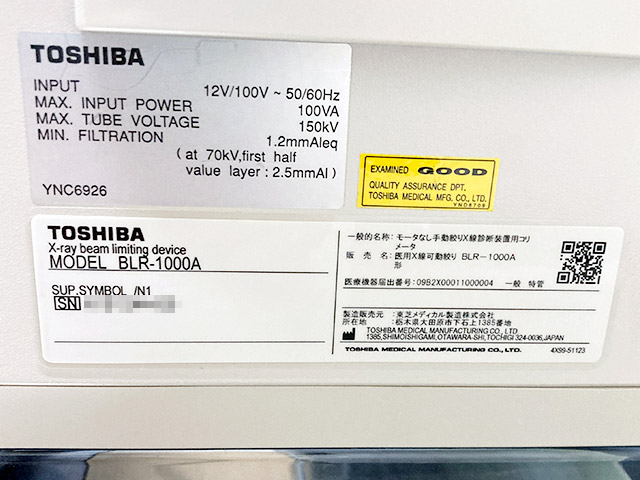 TOSHIBA
INPUT 12V/100V ~ 50/60Hz
MAX. INPUT POWER 100VA
MAX. TUBE VOLTAGE 150kV
MIN. FILTRATION 1.2mmAleq
(at 70kV,first half
value layer : 2.5mmAl)
YNC6926
EXAMINED GOOD
QUALITY ASSURANCE DPT.
TOSHIBA MEDICAL MFG. CO., LTD.
YND8709
TOSHIBA
X-ray beam limiting device
MODEL BLR-1000A
SUP.SYMBOL /N1
SN
一般的名称: モータなし手動絞りX線診断装置用コリ
メータ
販売名: 医用X線可動絞り BLR-1000A
形
医療機器届出番号: 09B2X00011000004 一般 特管
製造販売元 :東芝メディカル製造株式会社
所在地 :栃木県大田原市下石上1385番地
TOSHIBA MEDICAL MANUFACTURING CO., LTD.
1385,SHIMOISHIGAMI,OTAWARA-SHI,TOCHIGI 324-0036,JAPAN
TOSHIBA MEDICAL MANUFACTURING CO., LTD. 4XS9-51123